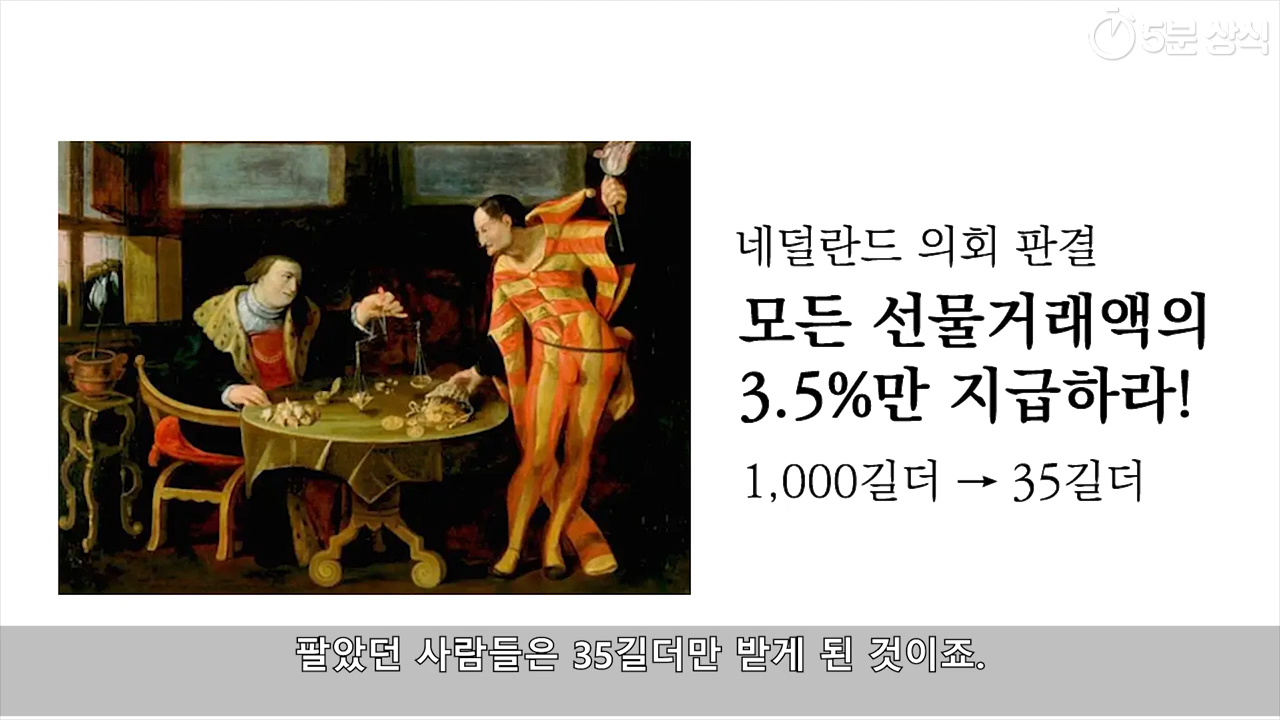 5분 상식
네덜란드 의회 판결
모든 선물거래액의
3.5%만 지급하라!
1,000길더 → 35길더
팔았던 사람들은 35길더만 받게 된 것이죠.